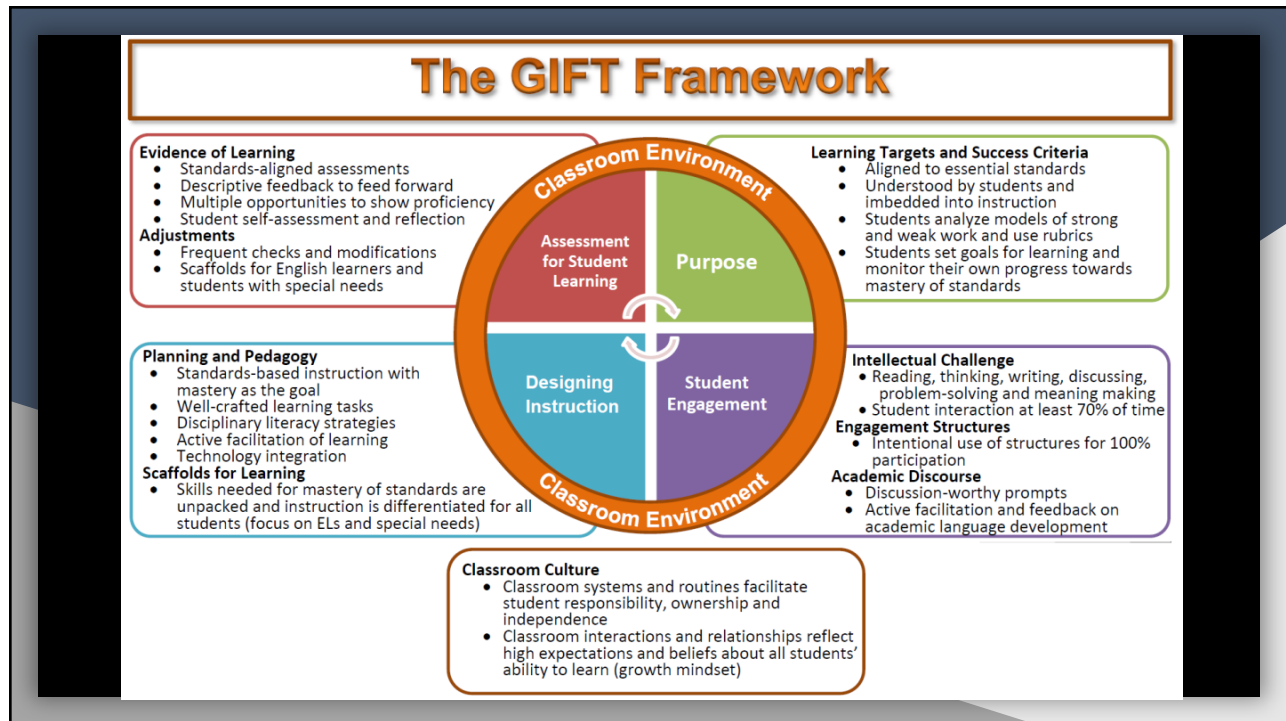 The GIFT Framework
Evidence of Learning
• Standards-aligned assessments
• Descriptive feedback to feed forward
• Multiple opportunities to show proficiency
• Student self-assessment and reflection
Adjustments
• Frequent checks and modifications
• Scaffolds for English learners and
students with special needs
Classroom Environment
Assessment
for Student
Learning
Purpose
Designing
Instruction
Student
Engagement
Classroom Environment
Learning Targets and Success Criteria
• Aligned to essential standards
• Understood by students and
imbedded into instruction
• Students analyze models of strong
and weak work and use rubrics
• Students set goals for learning and
monitor their own progress towards
mastery of standards
Planning and Pedagogy
• Standards-based instruction with
mastery as the goal
• Well-crafted learning tasks
• Disciplinary literacy strategies
• Active facilitation of learning
• Technology integration
Scaffolds for Learning
• Skills needed for mastery of standards are
unpacked and instruction is differentiated for all
students (focus on ELs and special needs)
Intellectual Challenge
• Reading, thinking, writing, discussing,
problem-solving and meaning making
• Student interaction at least 70% of time
Engagement Structures
• Intentional use of structures for 100%
participation
Academic Discourse
• Discussion-worthy prompts
• Active facilitation and feedback on
academic language development
Classroom Culture
• Classroom systems and routines facilitate
student responsibility, ownership and
independence
• Classroom interactions and relationships reflect
high expectations and beliefs about all students’
ability to learn (growth mindset)